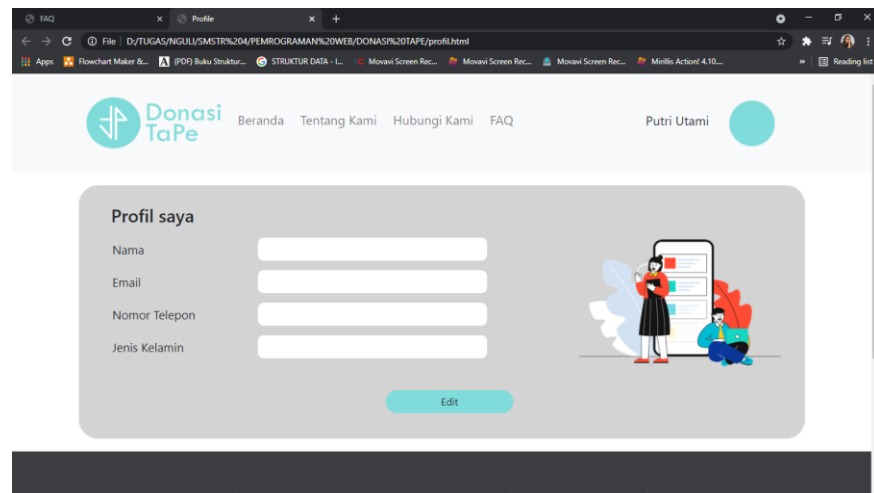 FAQ
Profile
File | D:/TUGAS/NGULI/SMSTR%204/PEMROGRAMAN%20WEB/DONASI%20TAPE/profil.html
Apps
Flowchart Maker &...
(PDF) Buku Struktur...
STRUKTUR DATA - I...
Movavi Screen Rec...
Movavi Screen Rec...
Movavi Screen Rec...
Mirillis Action! 4.10....
»
Reading list
Donasi
TaPe
Beranda
Tentang Kami
Hubungi Kami
FAQ
Putri Utami
Profil saya
Nama
Email
Nomor Telepon
Jenis Kelamin
Edit